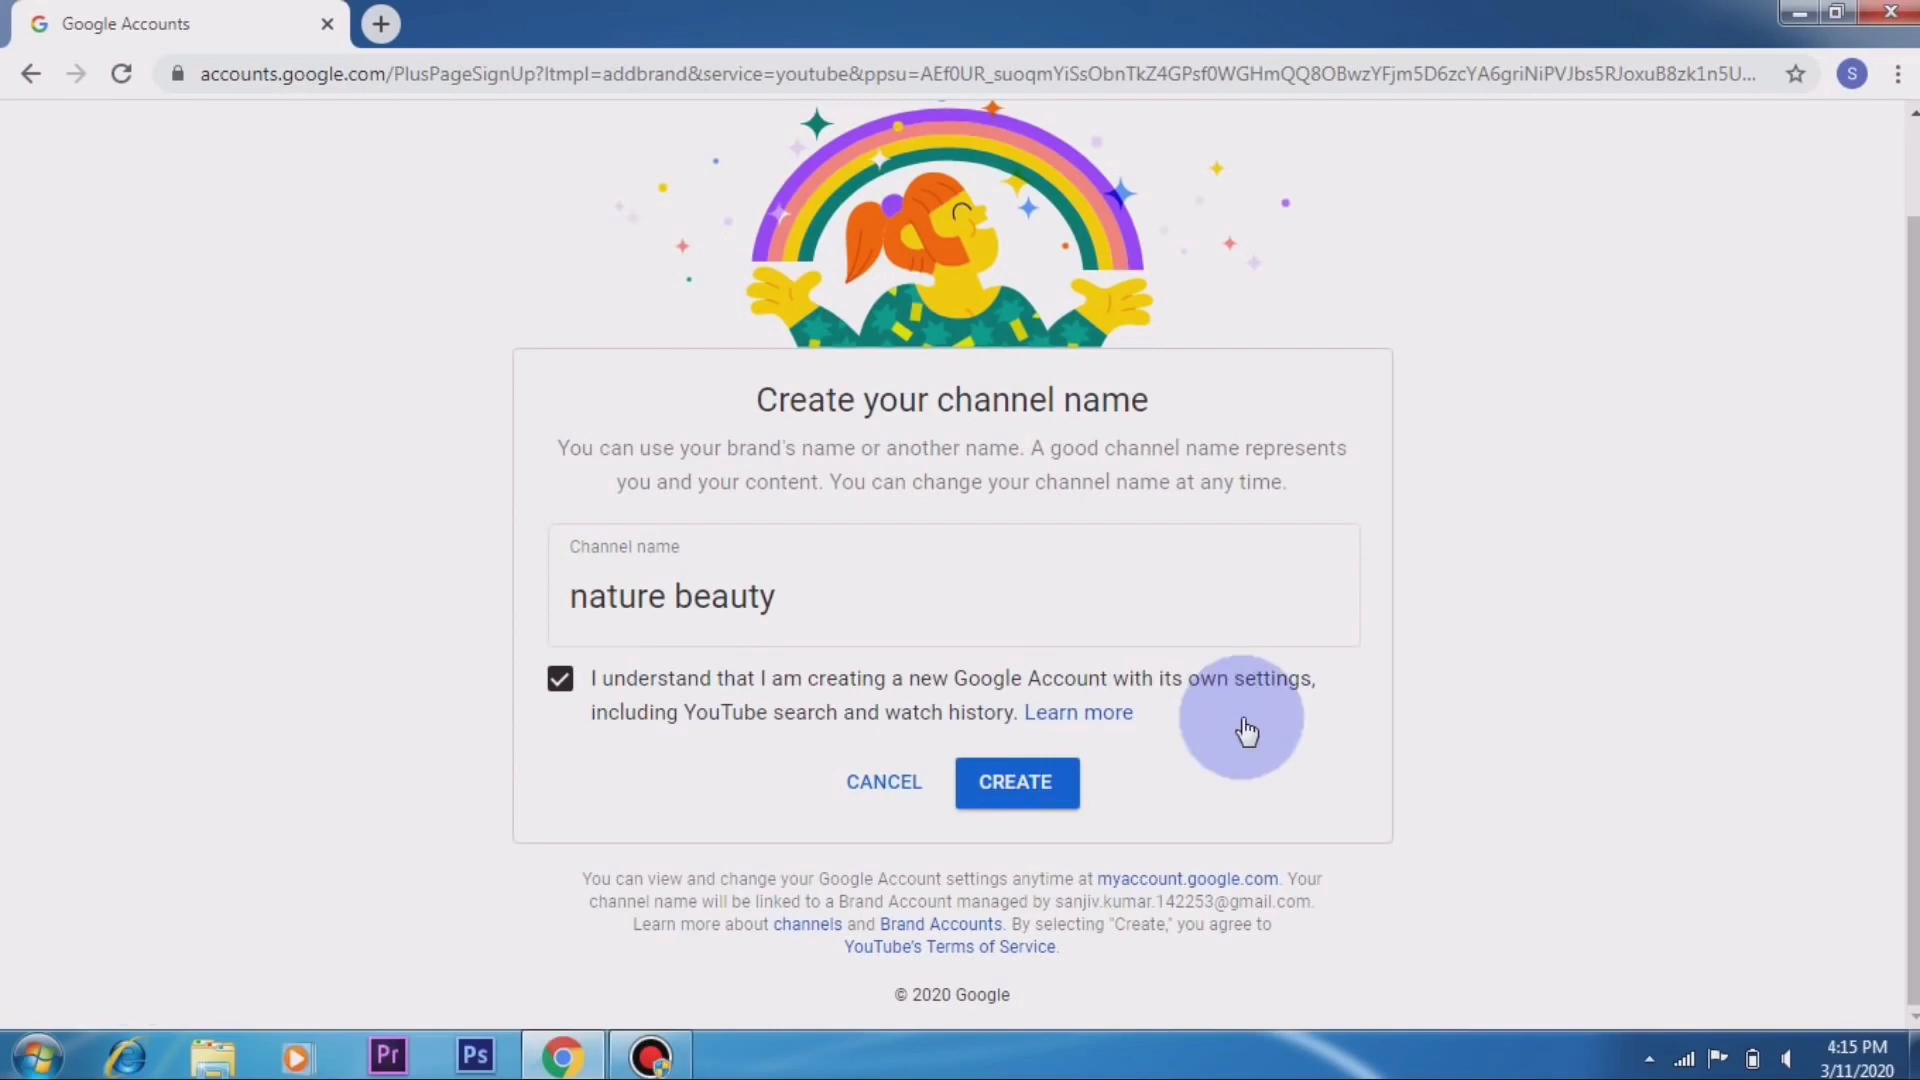 Google Accounts
accounts.google.com/PlusPageSignUp?ltmpl=addbrand&service=youtube&ppsu=AEf0UR_suoqmYiSsObnTkZ4GPsf0WGHmQQ8OBwzYFjm5D6zcYA6griNiPVJbs5RJoxuB8zk1n5U...
S
Create your channel name
You can use your brand's name or another name. A good channel name represents
you and your content. You can change your channel name at any time.
Channel name
nature beauty
I understand that I am creating a new Google Account with its own settings,
including YouTube search and watch history. Learn more
CANCEL
CREATE
You can view and change your Google Account settings anytime at myaccount.google.com. Your
channel name will be linked to a Brand Account managed by sanjiv.kumar.142253@gmail.com.
Learn more about channels and Brand Accounts. By selecting "Create," you agree to
YouTube's Terms of Service.
© 2020 Google
Pr
Ps
4:15 PM
3/11/2020